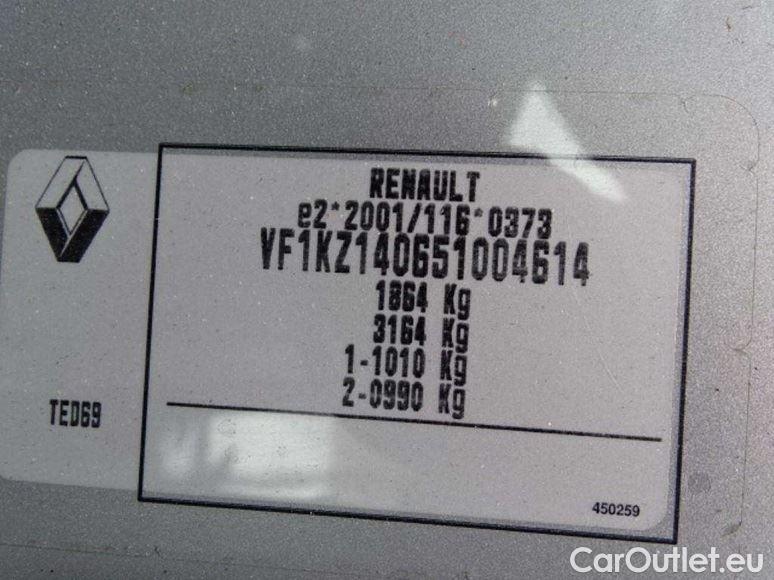 RENAULT
e2*2001/116*0373
VF1KZ140651004614
1864 Kg
3164 Kg
1-1010 Kg
2-0990 Kg
TED69
450259
CarOutlet.eu